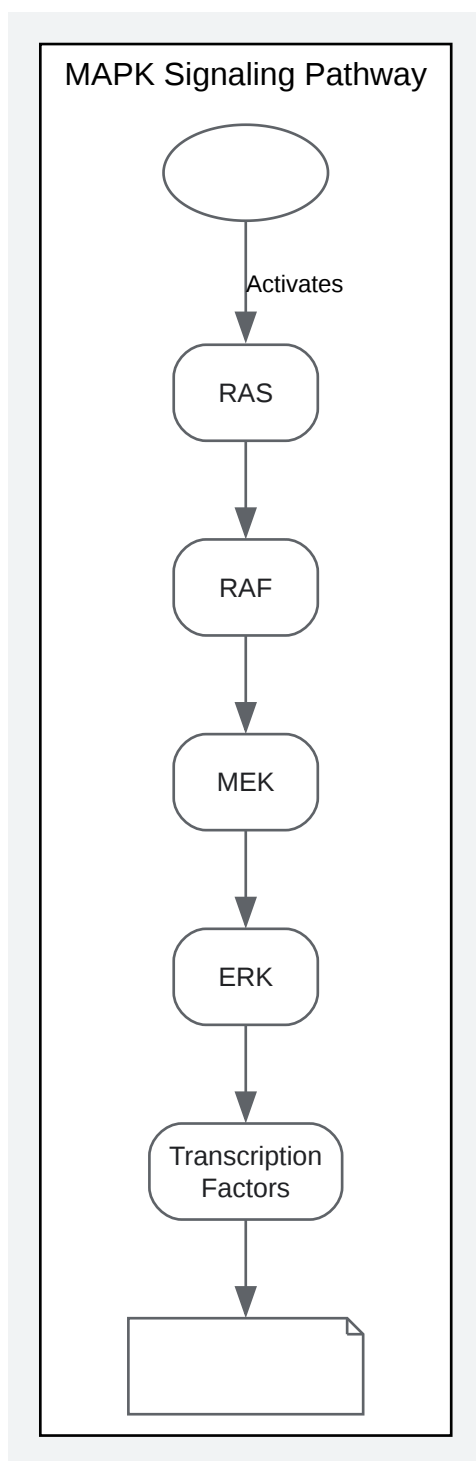 MAPK Signaling Pathway
Activates
RAS
RAF
MEK
ERK
Transcription
Factors